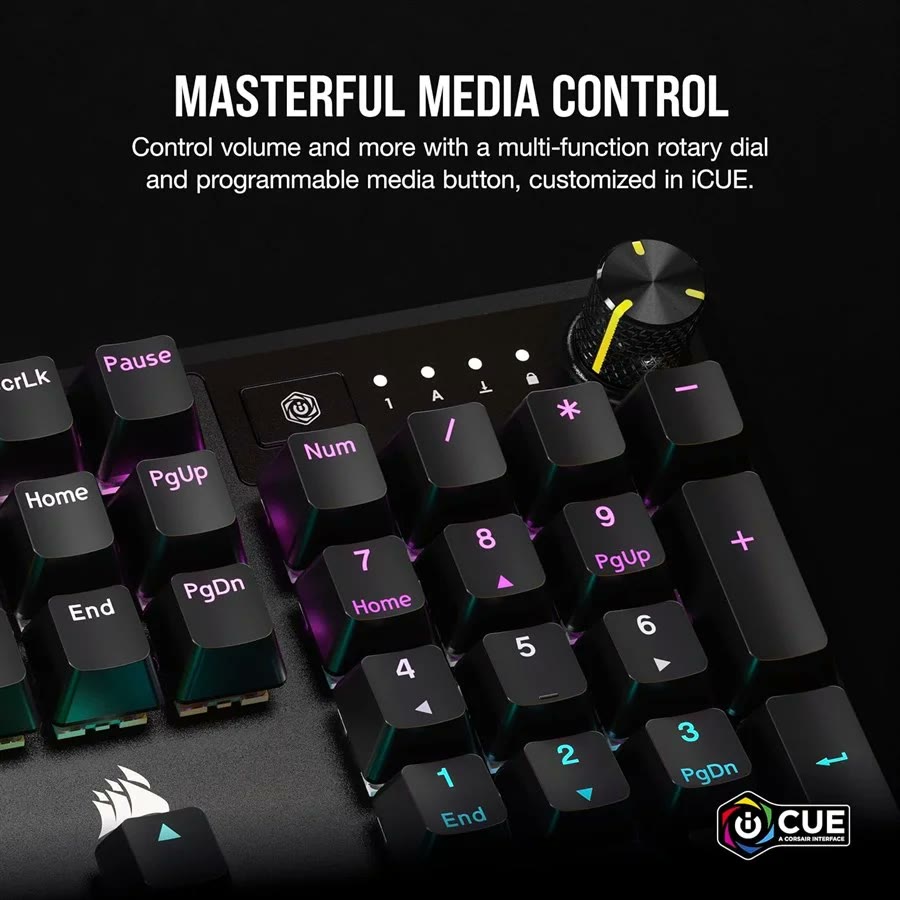 MASTERFUL MEDIA CONTROL
Control volume and more with a multi-function rotary dial
and programmable media button, customized in iCUE.
crLk
Pause
1
A
Num
/
*
-
Home
PgUp
7
Home
8
9
PgUp
+
End
PgDn
4
5
6
1
End
2
3
PgDn
CUE
A CORSAIR INTERFACE